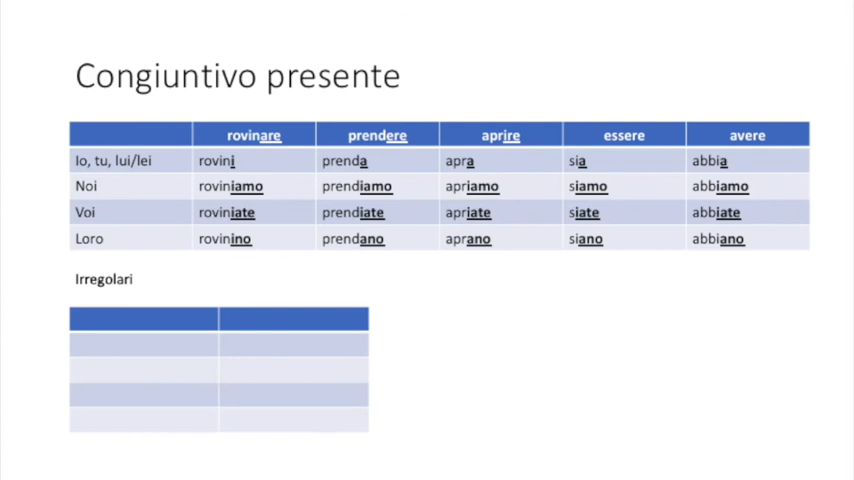 Congiuntivo presente
rovinare prendere aprire essere avere
Io, tu, lui/lei rovini prenda apra sia abbia
Noi roviniamo prendiamo apriamo siamo abbiamo
Voi roviniate prendiate apriate siate abbiate
Loro rovinino prendano aprano siano abbiano
Irregolari